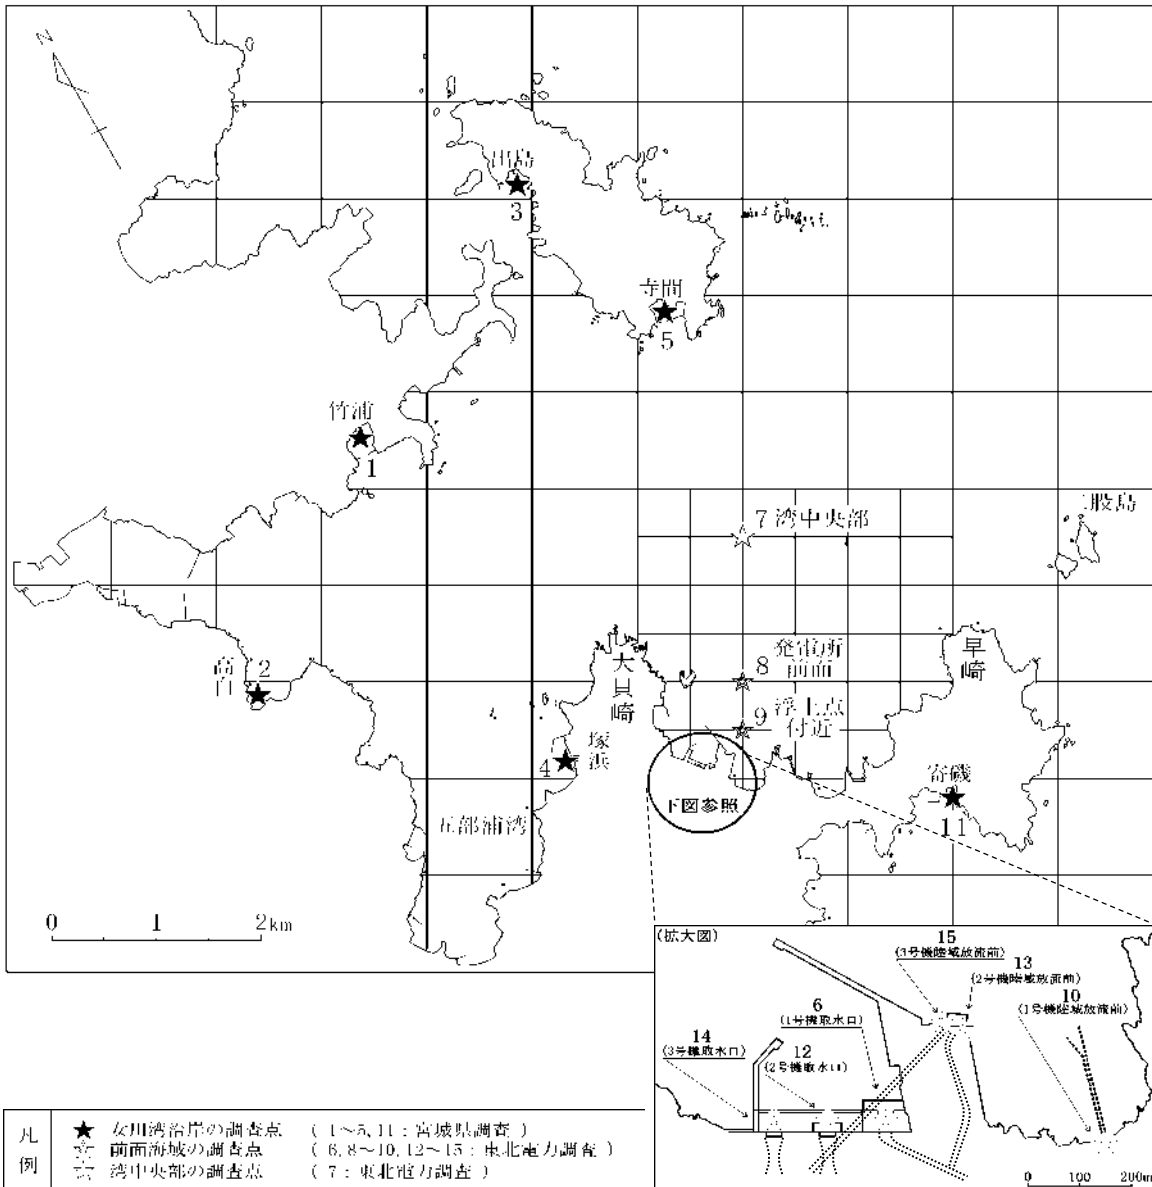 N
出島
3
寺間
5
竹浦
1
7 湾中央部
二股島
高白
2
大貝崎
8
発電所
前面
早崎
9
浮上点
付近
塚浜
4
寄磯
11
下図参照
五部浦湾
0 1 2km
(拡大図)
15
(3号機陸域放流前)
13
(2号機陸域放流前)
10
(1号機陸域放流前)
6
(1号機取水口)
14
(3号機取水口)
12
(2号機取水口)
0 100 200m
凡例
★ 女川湾沿岸の調査点 ( 1~5, 11 : 宮城県調査 )
☆ 前面海域の調査点 ( 6, 8~10, 12~15 : 東北電力調査 )
☆ 湾中央部の調査点 ( 7 : 東北電力調査 )